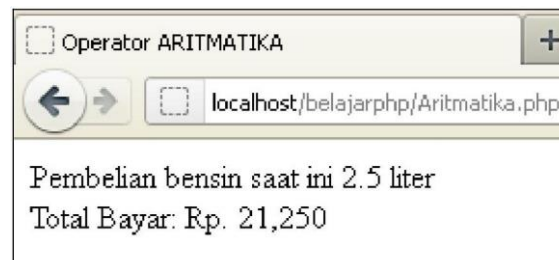 Operator ARITMATIKA
+
localhost/belajarphp/Aritmatika.php
Pembelian bensin saat ini 2.5 liter
Total Bayar: Rp. 21,250